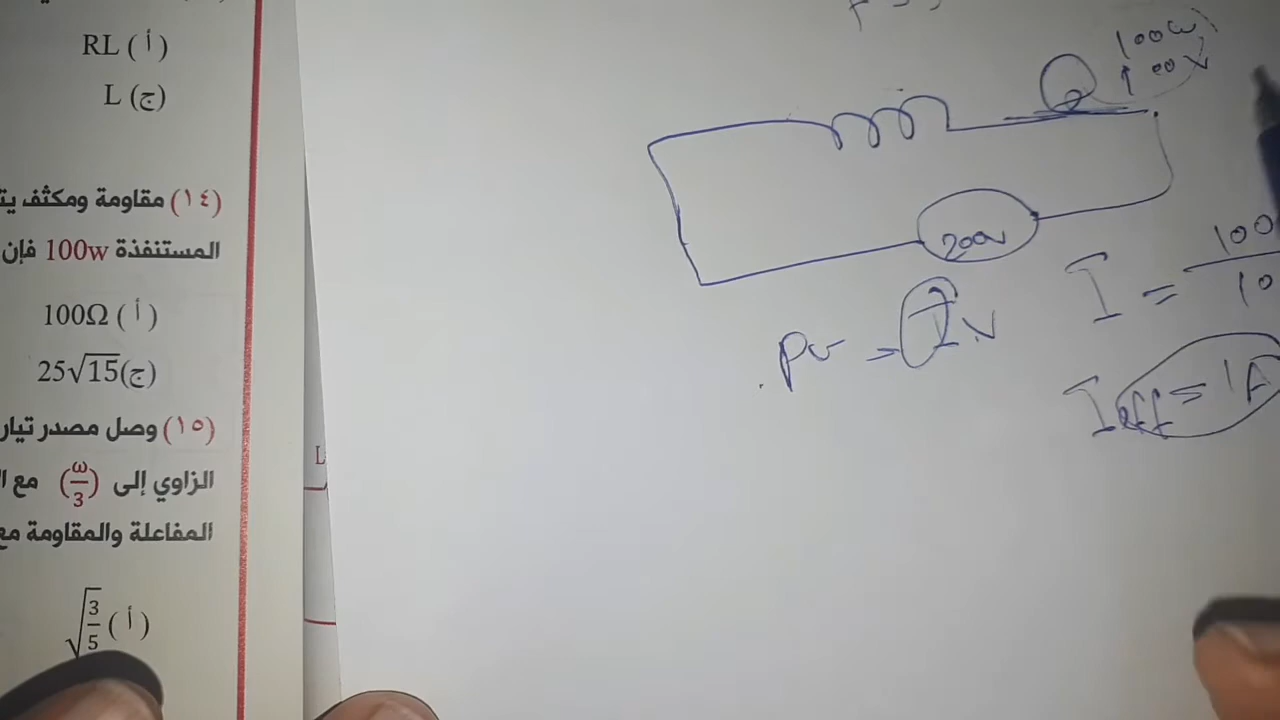 RL (أ)
L (ج)
(١٤) مقاومة ومكثف
المستنفذة 100w فإن
100Ω (أ)
25√15 (ج)
(١٥) وصل مصدر تيار
الزاوي إلى (ω/3) مع
المفاعلة والمقاومة
√(3/5) (أ)
L
100w
100V
200v
Pw = I.V
I = 100/10
Ieff = 1A